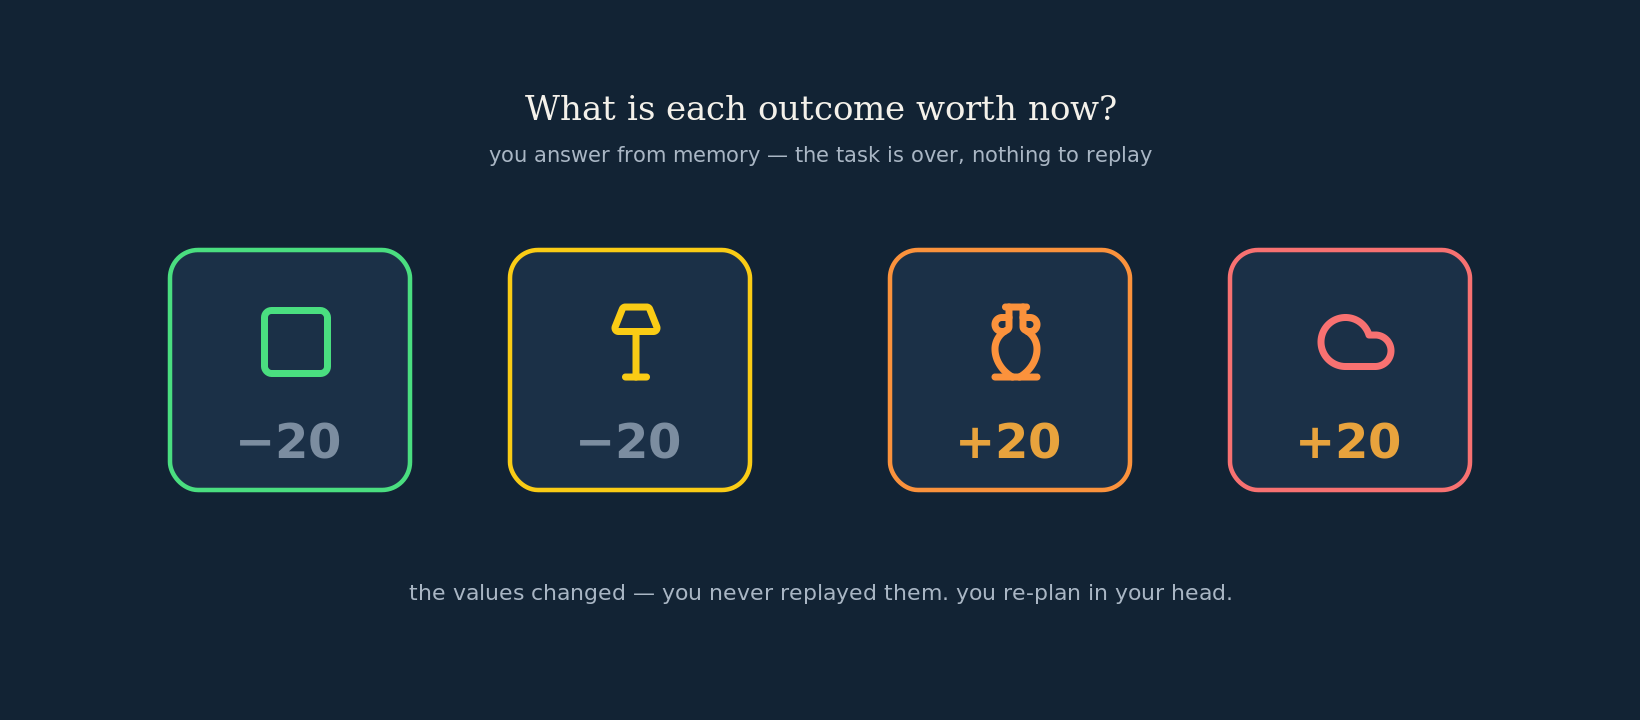 What is each outcome worth now?
you answer from memory — the task is over, nothing to replay
−20 −20 +20 +20
the values changed — you never replayed them. you re-plan in your head.